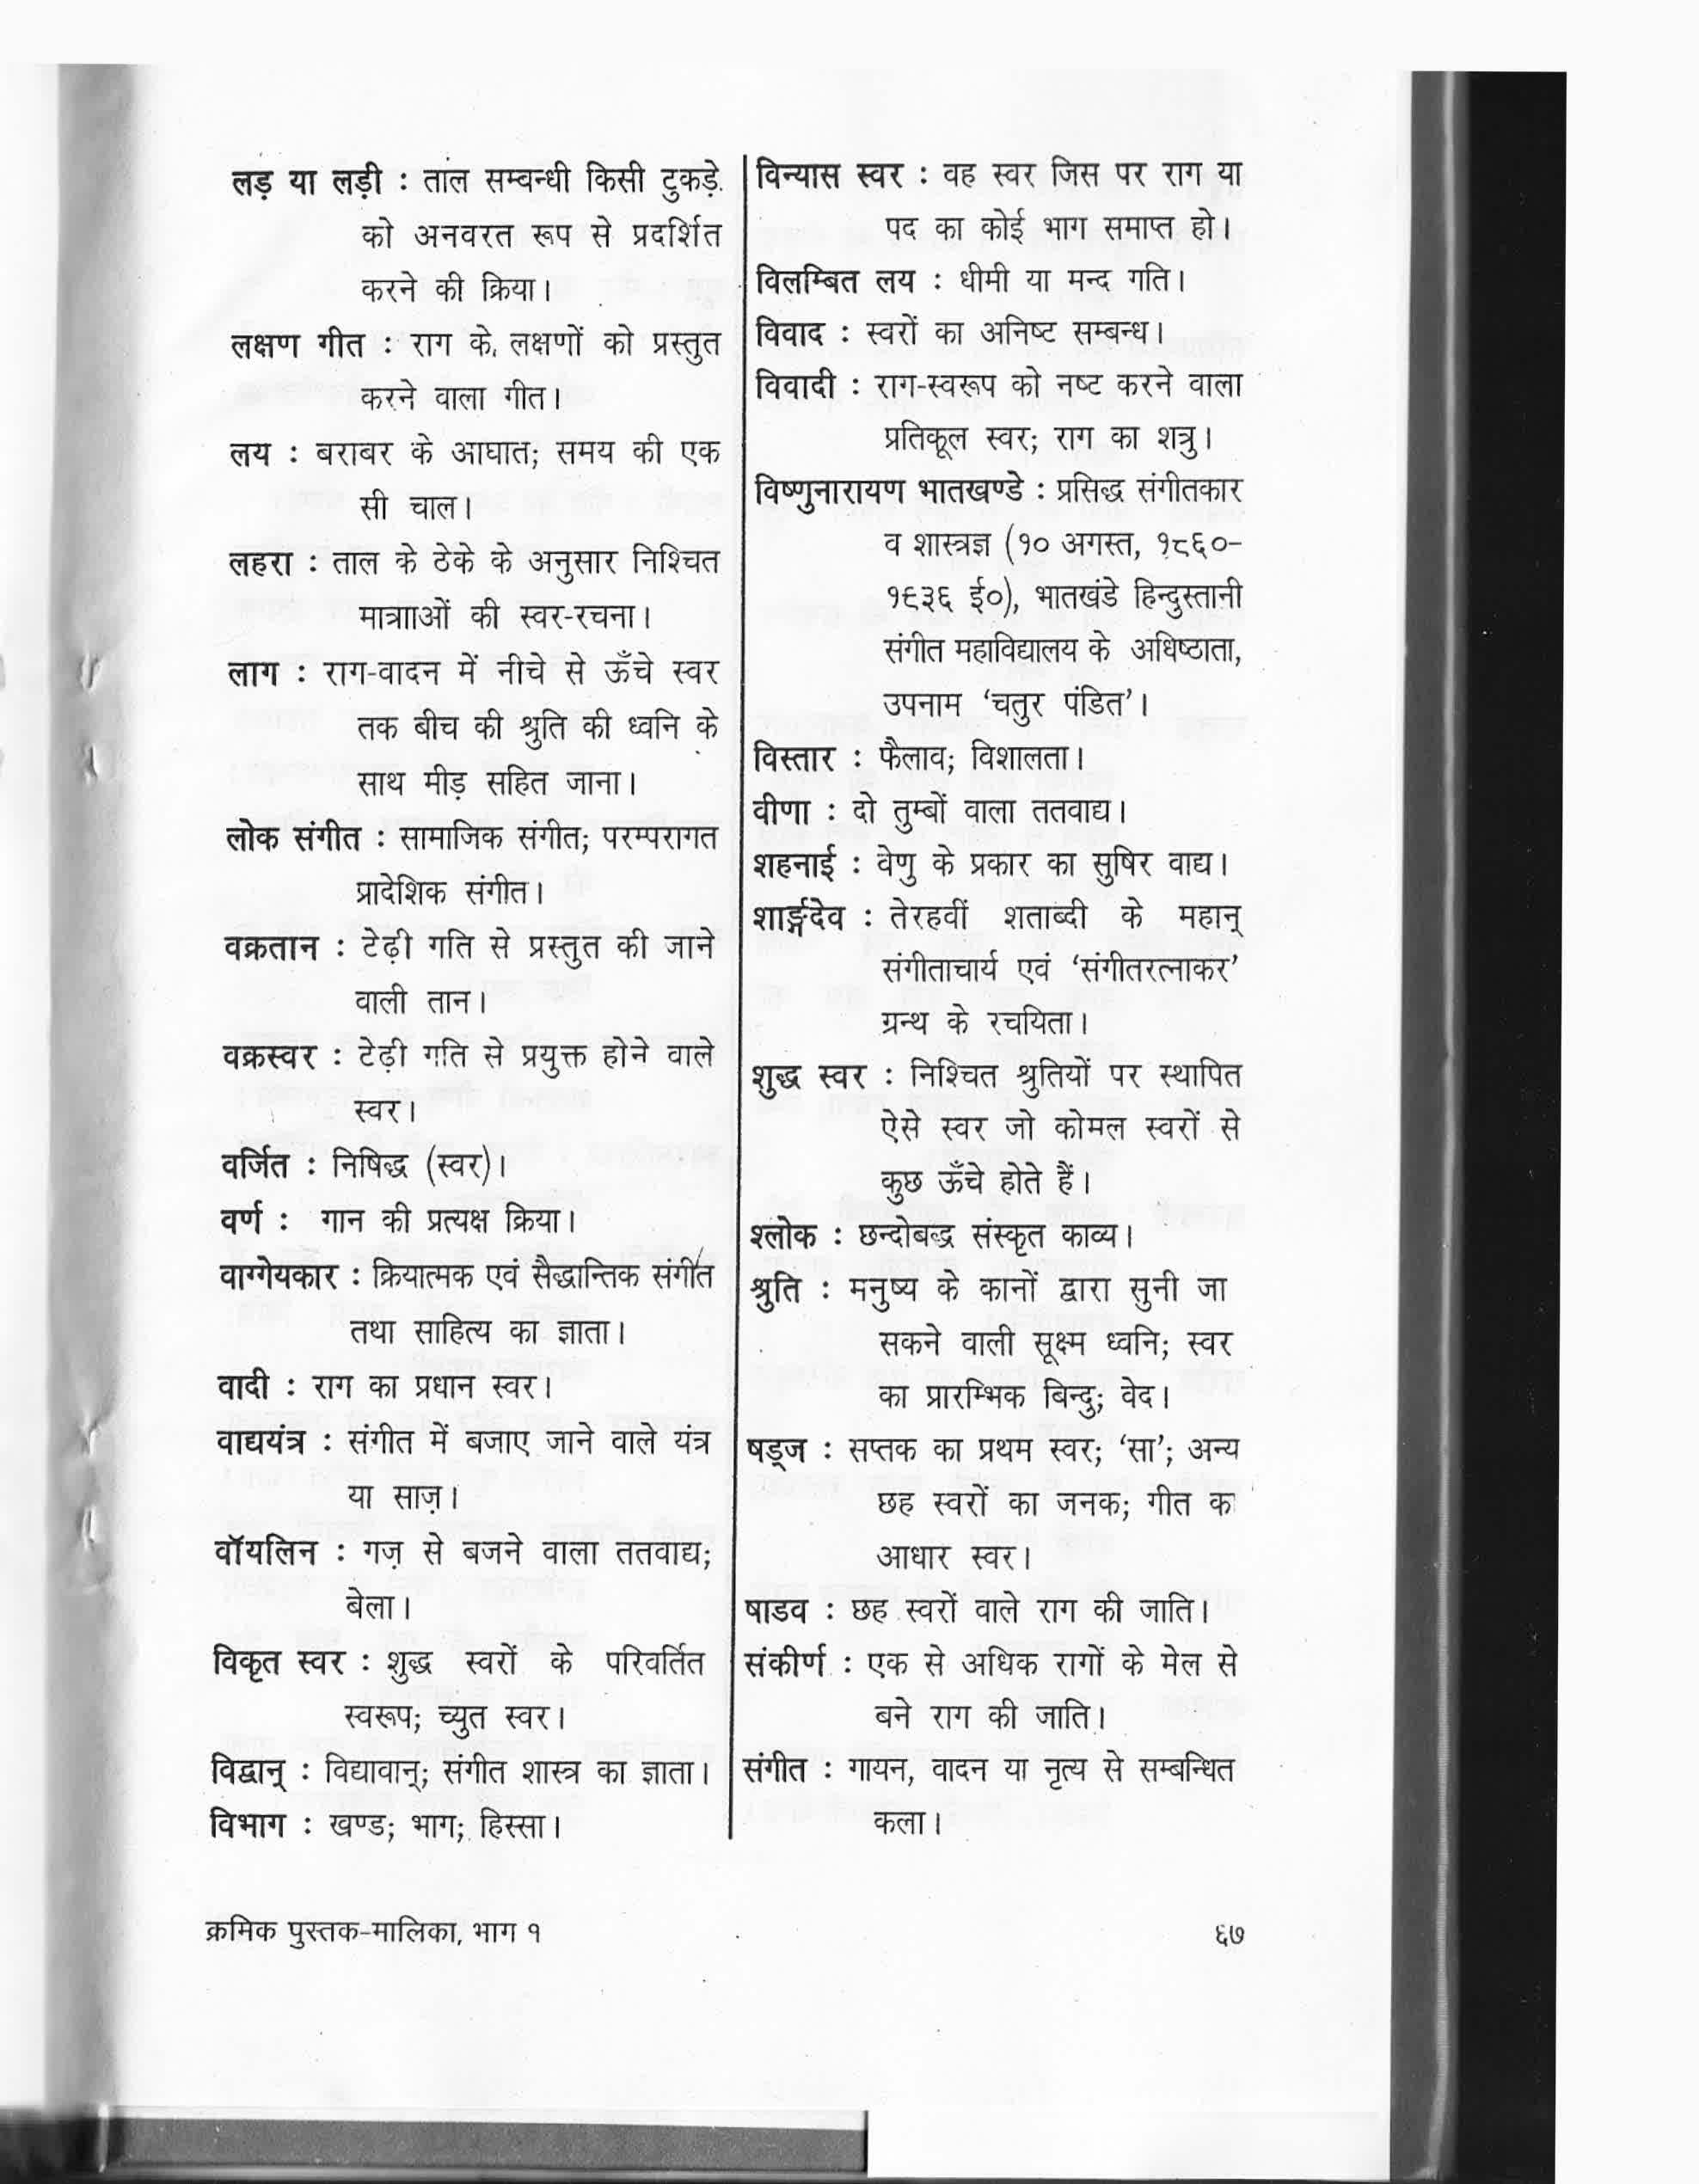 लड़ या लड़ी : ताल सम्बन्धी किसी टुकड़े
को अनवरत रूप से प्रदर्शित
करने की क्रिया।
लक्षण गीत : राग के लक्षणों को प्रस्तुत
करने वाला गीत।
लय : बराबर के आघात; समय की एक
सी चाल।
लहरा : ताल के ठेके के अनुसार निश्चित
मात्रााओं की स्वर-रचना।
लाग : राग-वादन में नीचे से ऊँचे स्वर
तक बीच की श्रुति की ध्वनि के
साथ मीड़ सहित जाना।
लोक संगीत : सामाजिक संगीत; परम्परागत
प्रादेशिक संगीत।
वक्रतान : टेढ़ी गति से प्रस्तुत की जाने
वाली तान।
वक्रस्वर : टेढ़ी गति से प्रयुक्त होने वाले
स्वर।
वर्जित : निषिद्ध (स्वर)।
वर्ण : गान की प्रत्यक्ष क्रिया।
वाग्गेयकार : क्रियात्मक एवं सैद्धान्तिक संगीत
तथा साहित्य का ज्ञाता।
वादी : राग का प्रधान स्वर।
वाद्ययंत्र : संगीत में बजाए जाने वाले यंत्र
या साज़।
वॉयलिन : गज़ से बजने वाला ततवाद्य;
बेला।
विकृत स्वर : शुद्ध स्वरों के परिवर्तित
स्वरूप; च्युत स्वर।
विद्वान् : विद्यावान्; संगीत शास्त्र का ज्ञाता।
विभाग : खण्ड; भाग; हिस्सा।
विन्यास स्वर : वह स्वर जिस पर राग या
पद का कोई भाग समाप्त हो।
विलम्बित लय : धीमी या मन्द गति।
विवाद : स्वरों का अनिष्ट सम्बन्ध।
विवादी : राग-स्वरूप को नष्ट करने वाला
प्रतिकूल स्वर; राग का शत्रु।
विष्णुनारायण भातखण्डे : प्रसिद्ध संगीतकार
व शास्त्रज्ञ (१० अगस्त, १८६०–
१९३६ ई०), भातखंडे हिन्दुस्तानी
संगीत महाविद्यालय के अधिष्ठाता,
उपनाम ‘चतुर पंडित’।
विस्तार : फैलाव; विशालता।
वीणा : दो तुम्बों वाला ततवाद्य।
शहनाई : वेणु के प्रकार का सुषिर वाद्य।
शार्ङ्गदेव : तेरहवीं शताब्दी के महान्
संगीताचार्य एवं ‘संगीतरत्नाकर’
ग्रन्थ के रचयिता।
शुद्ध स्वर : निश्चित श्रुतियों पर स्थापित
ऐसे स्वर जो कोमल स्वरों से
कुछ ऊँचे होते हैं।
श्लोक : छन्दोबद्ध संस्कृत काव्य।
श्रुति : मनुष्य के कानों द्वारा सुनी जा
सकने वाली सूक्ष्म ध्वनि; स्वर
का प्रारम्भिक बिन्दु; वेद।
षड्ज : सप्तक का प्रथम स्वर; ‘सा’; अन्य
छह स्वरों का जनक; गीत का
आधार स्वर।
षाडव : छह स्वरों वाले राग की जाति।
संकीर्ण : एक से अधिक रागों के मेल से
बने राग की जाति।
संगीत : गायन, वादन या नृत्य से सम्बन्धित
कला।
क्रमिक पुस्तक-मालिका, भाग १
६७